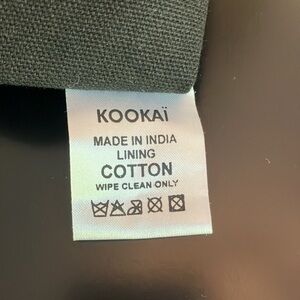 KOOKAÏ
MADE IN INDIA
LINING
COTTON
WIPE CLEAN ONLY